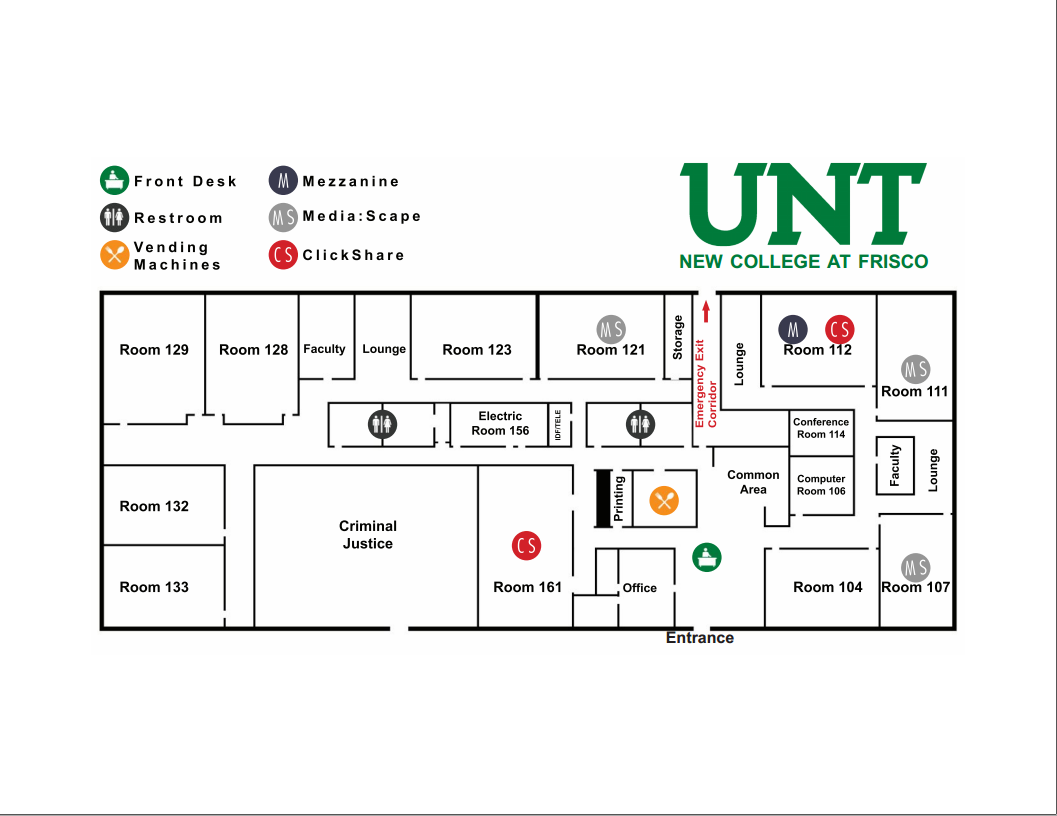 Front Desk
Mezzanine
Restroom
Media:Scape
Vending
Machines
ClickShare
UNT
NEW COLLEGE AT FRISCO
M
MS
CS
Room 129
Room 128
Faculty
Lounge
Room 123
MS
Room 121
Storage
Emergency Exit
Corridor
Lounge
M
CS
Room 112
MS
Room 111
Electric
Room 156
IDF/TELE
Conference
Room 114
Common
Area
Computer
Room 106
Faculty
Lounge
Room 132
Criminal
Justice
Printing
CS
Room 133
Room 161
Office
Room 104
MS
Room 107
Entrance